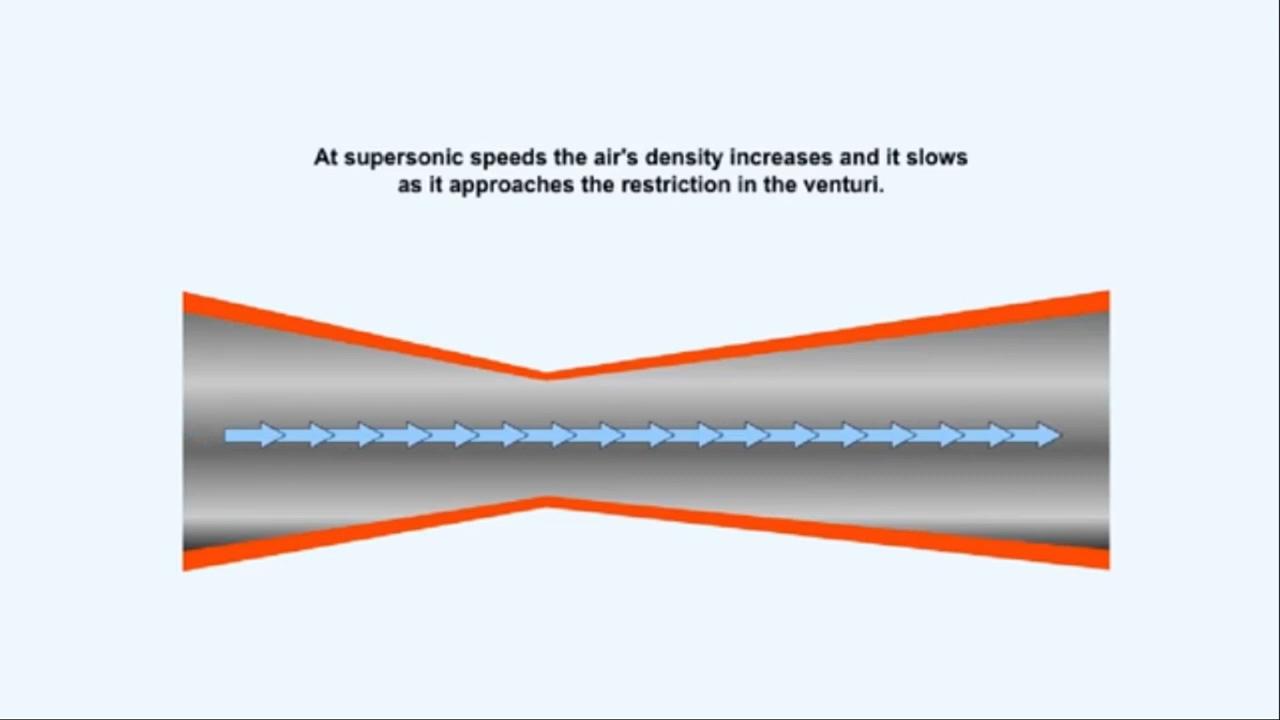 At supersonic speeds the air's density increases and it slows
as it approaches the restriction in the venturi.